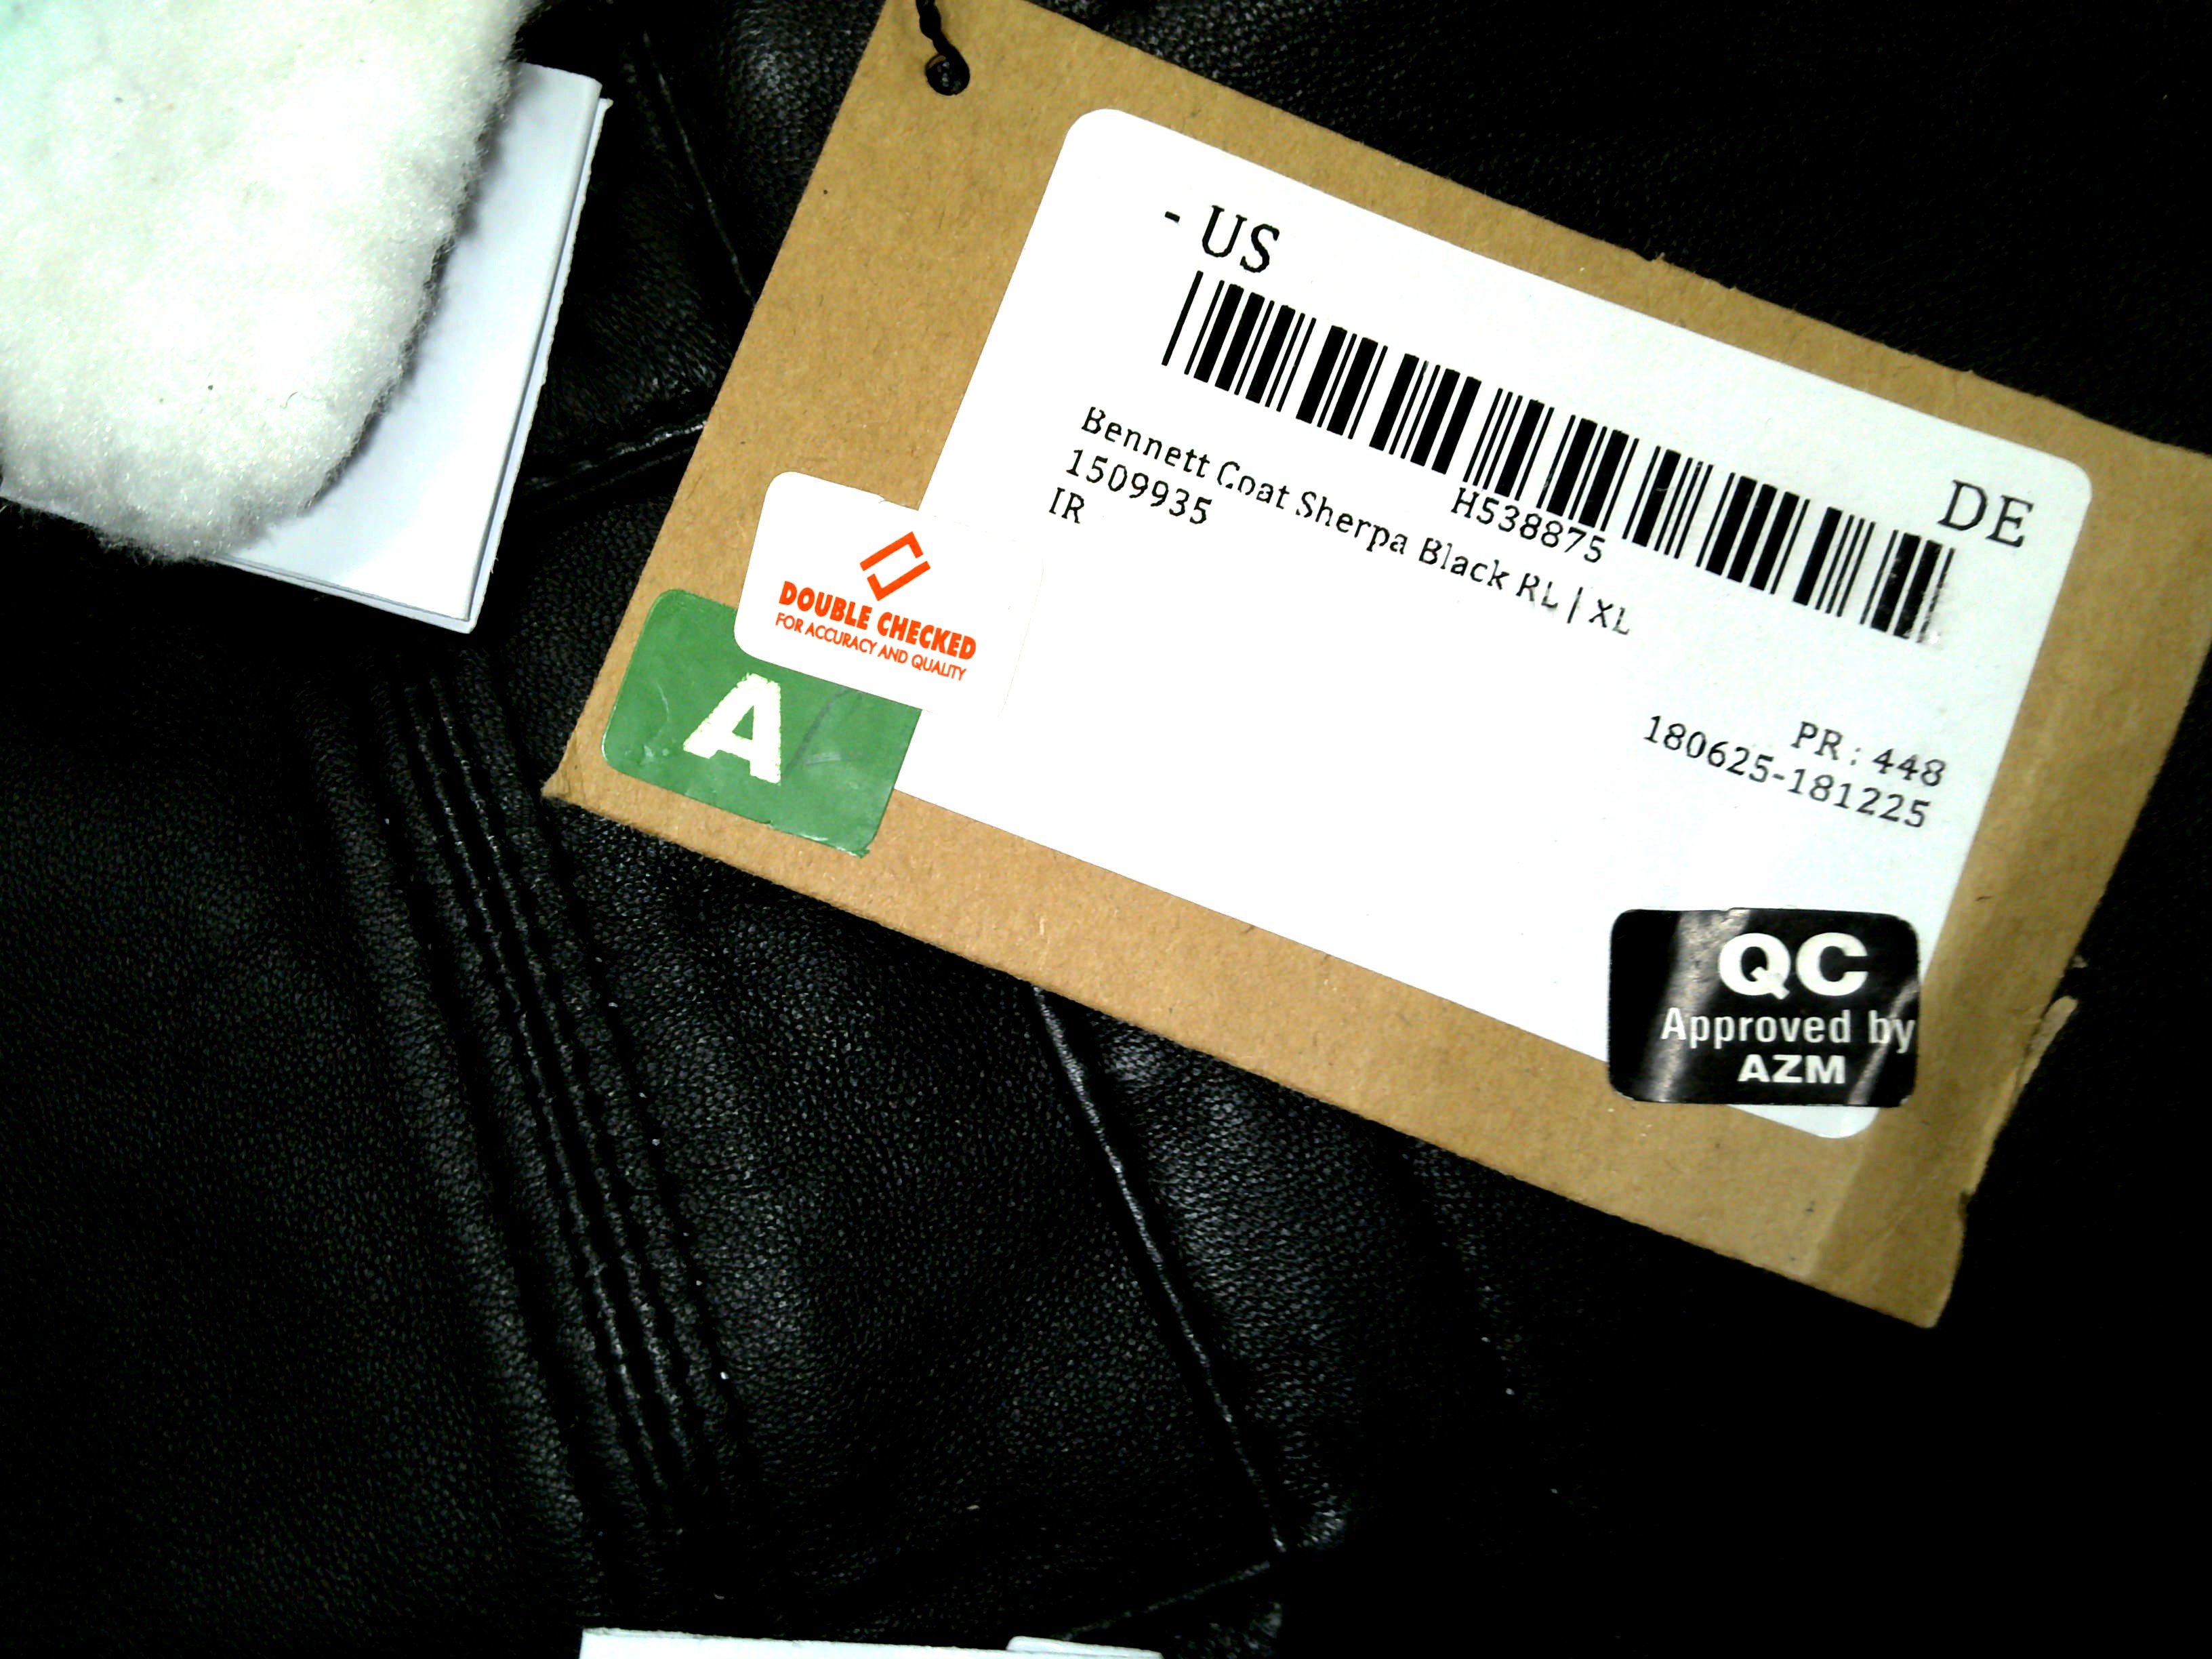 - US
DE
H538875
Bennett Coat Sherpa Black RL | XL
1509935
IR
DOUBLE CHECKED
FOR ACCURACY AND QUALITY
A
PR : 448
180625-181225
QC
Approved by
AZM